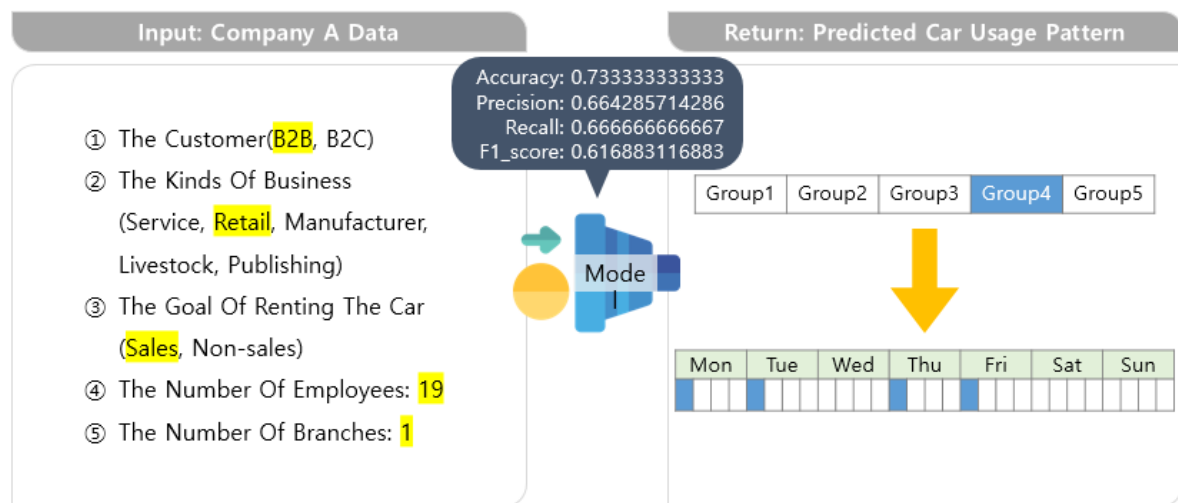 Input: Company A Data
① The Customer(B2B, B2C)
② The Kinds Of Business
(Service, Retail, Manufacturer,
Livestock, Publishing)
③ The Goal Of Renting The Car
(Sales, Non-sales)
④ The Number Of Employees: 19
⑤ The Number Of Branches: 1
Accuracy: 0.733333333333
Precision: 0.664285714286
Recall: 0.666666666667
F1_score: 0.616883116883
Mode
l
Return: Predicted Car Usage Pattern
Group1 Group2 Group3 Group4 Group5
Mon Tue Wed Thu Fri Sat Sun